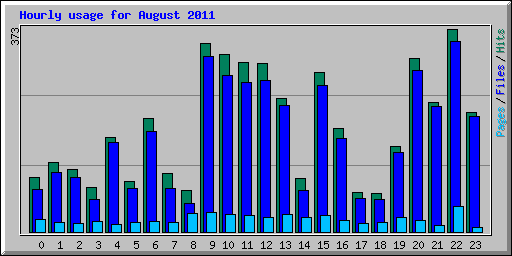 Hourly usage for August 2011
373
Pages/Files/Hits
0 1 2 3 4 5 6 7 8 9 10 11 12 13 14 15 16 17 18 19 20 21 22 23